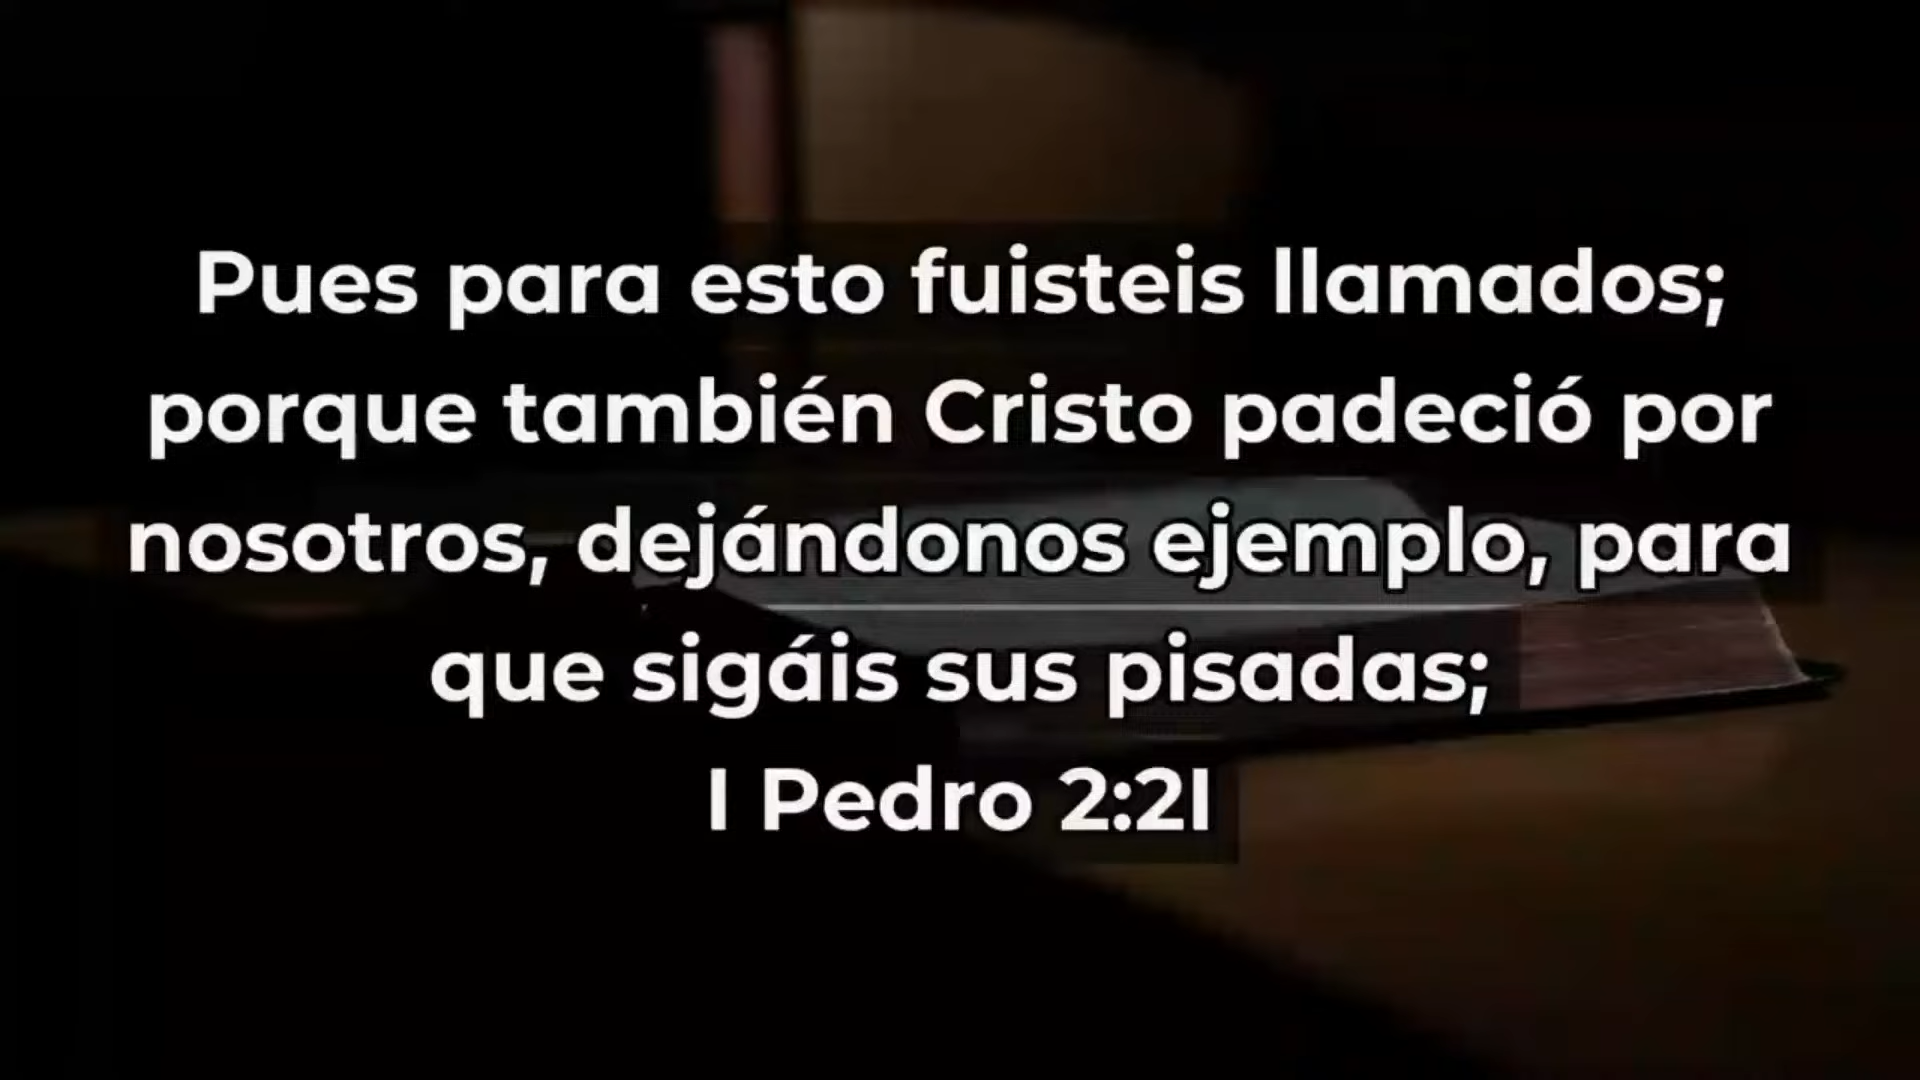 Pues para esto fuisteis llamados;
porque también Cristo padeció por
nosotros, dejándonos ejemplo, para
que sigáis sus pisadas;
I Pedro 2:2I